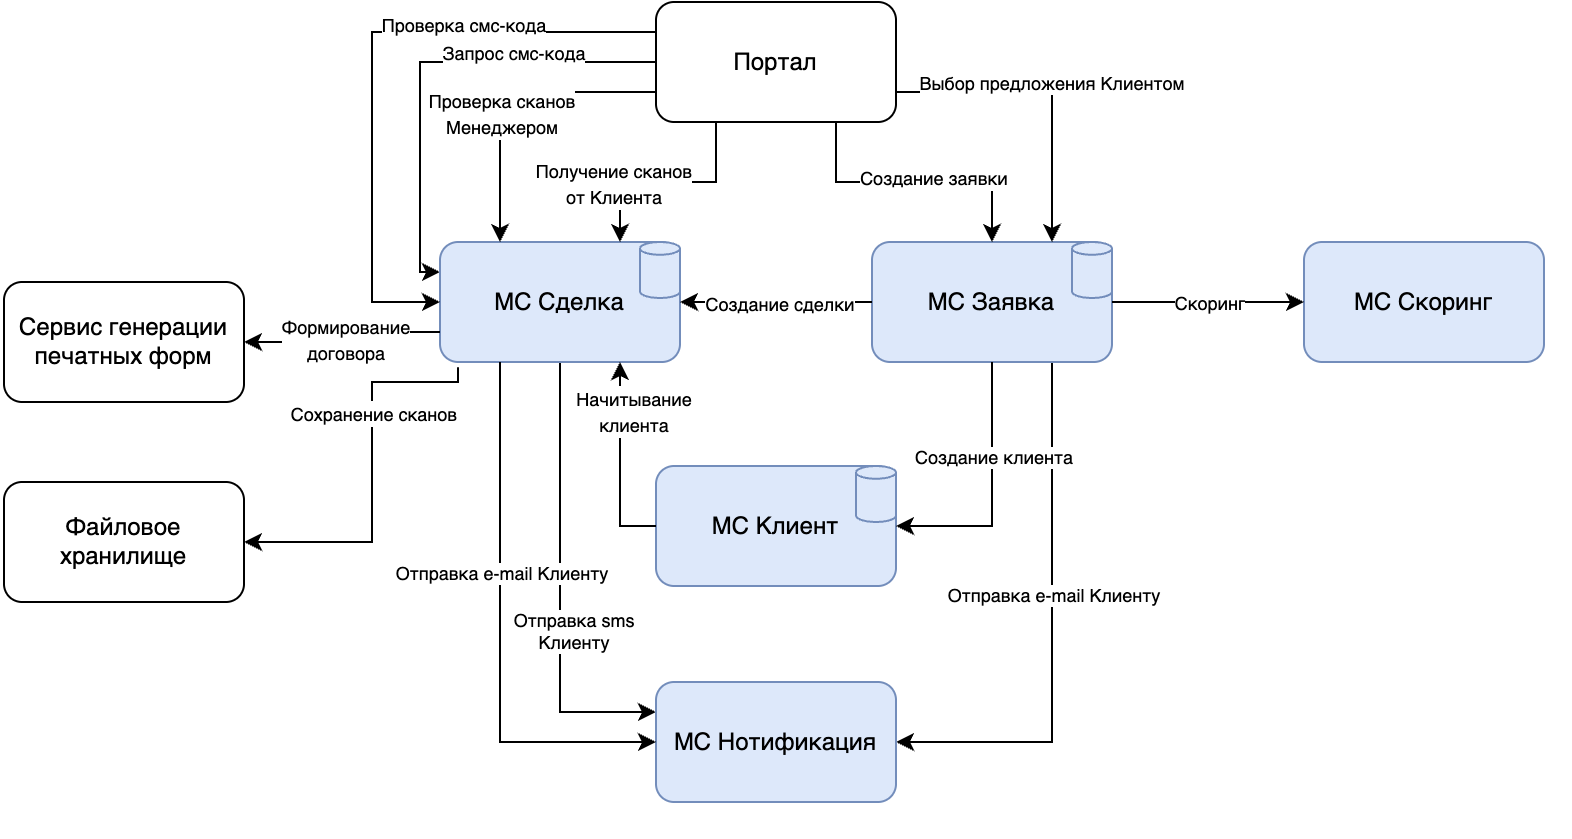 Проверка смс-кода
Запрос смс-кода
Портал
Выбор предложения Клиентом
Проверка сканов
Менеджером
Получение сканов
от Клиента
Создание заявки
МС Сделка
Создание сделки
МС Заявка
Скоринг
МС Скоринг
Сервис генерации
печатных форм
Формирование
договора
Сохранение сканов
Начитывание
клиента
Создание клиента
Файловое
хранилище
МС Клиент
Отправка e-mail Клиенту
Отправка e-mail Клиенту
Отправка sms
Клиенту
МС Нотификация